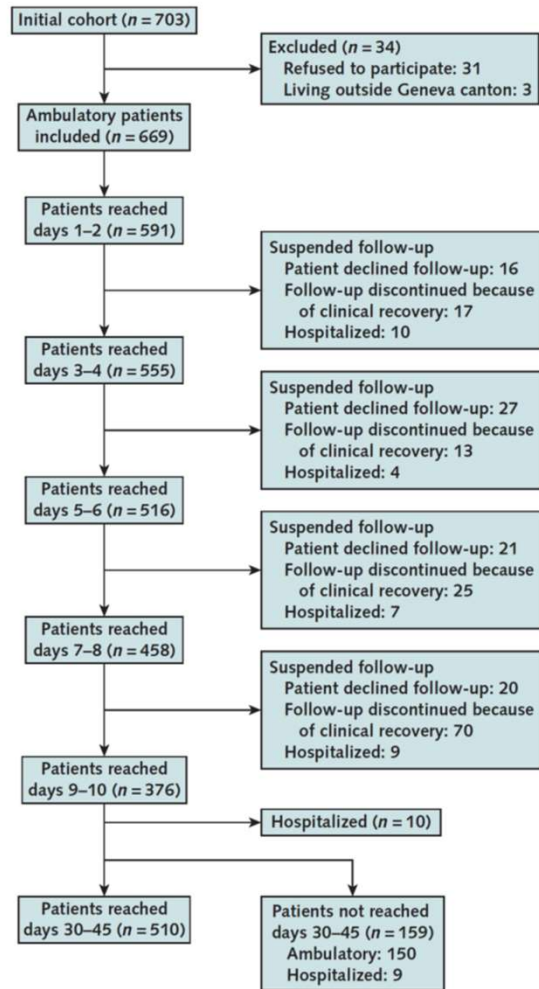 Initial cohort (n = 703)
Excluded (n = 34)
Refused to participate: 31
Living outside Geneva canton: 3
Ambulatory patients
included (n = 669)
Patients reached
days 1–2 (n = 591)
Suspended follow-up
Patient declined follow-up: 16
Follow-up discontinued because
of clinical recovery: 17
Hospitalized: 10
Patients reached
days 3–4 (n = 555)
Suspended follow-up
Patient declined follow-up: 27
Follow-up discontinued because
of clinical recovery: 13
Hospitalized: 4
Patients reached
days 5–6 (n = 516)
Suspended follow-up
Patient declined follow-up: 21
Follow-up discontinued because
of clinical recovery: 25
Hospitalized: 7
Patients reached
days 7–8 (n = 458)
Suspended follow-up
Patient declined follow-up: 20
Follow-up discontinued because
of clinical recovery: 70
Hospitalized: 9
Patients reached
days 9–10 (n = 376)
Hospitalized (n = 10)
Patients reached
days 30–45 (n = 510)
Patients not reached
days 30–45 (n = 159)
Ambulatory: 150
Hospitalized: 9